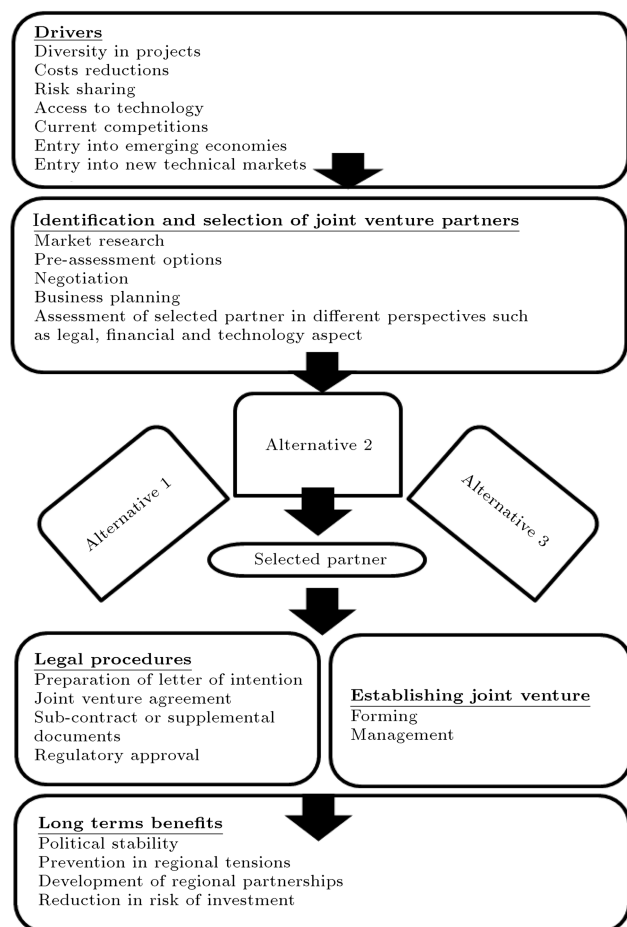 Drivers
Diversity in projects
Costs reductions
Risk sharing
Access to technology
Current competitions
Entry into emerging economies
Entry into new technical markets
Identification and selection of joint venture partners
Market research
Pre-assessment options
Negotiation
Business planning
Assessment of selected partner in different perspectives such
as legal, financial and technology aspect
Alternative 1
Alternative 2
Alternative 3
Selected partner
Legal procedures
Preparation of letter of intention
Joint venture agreement
Sub-contract or supplemental
documents
Regulatory approval
Establishing joint venture
Forming
Management
Long terms benefits
Political stability
Prevention in regional tensions
Development of regional partnerships
Reduction in risk of investment